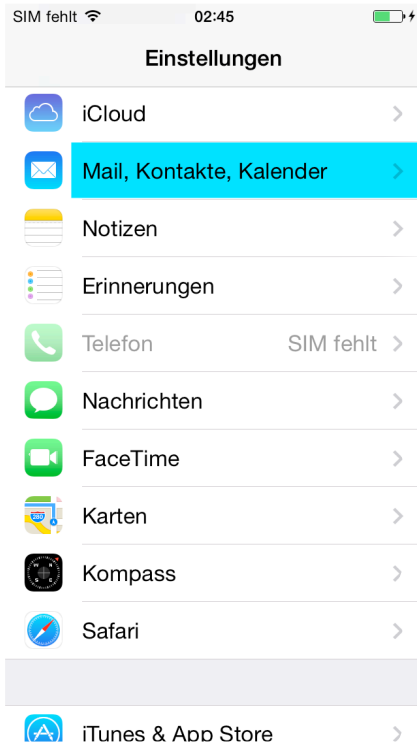 SIM fehlt 02:45
Einstellungen
iCloud
Mail, Kontakte, Kalender
Notizen
Erinnerungen
Telefon SIM fehlt
Nachrichten
FaceTime
Karten
Kompass
Safari
iTunes & App Store